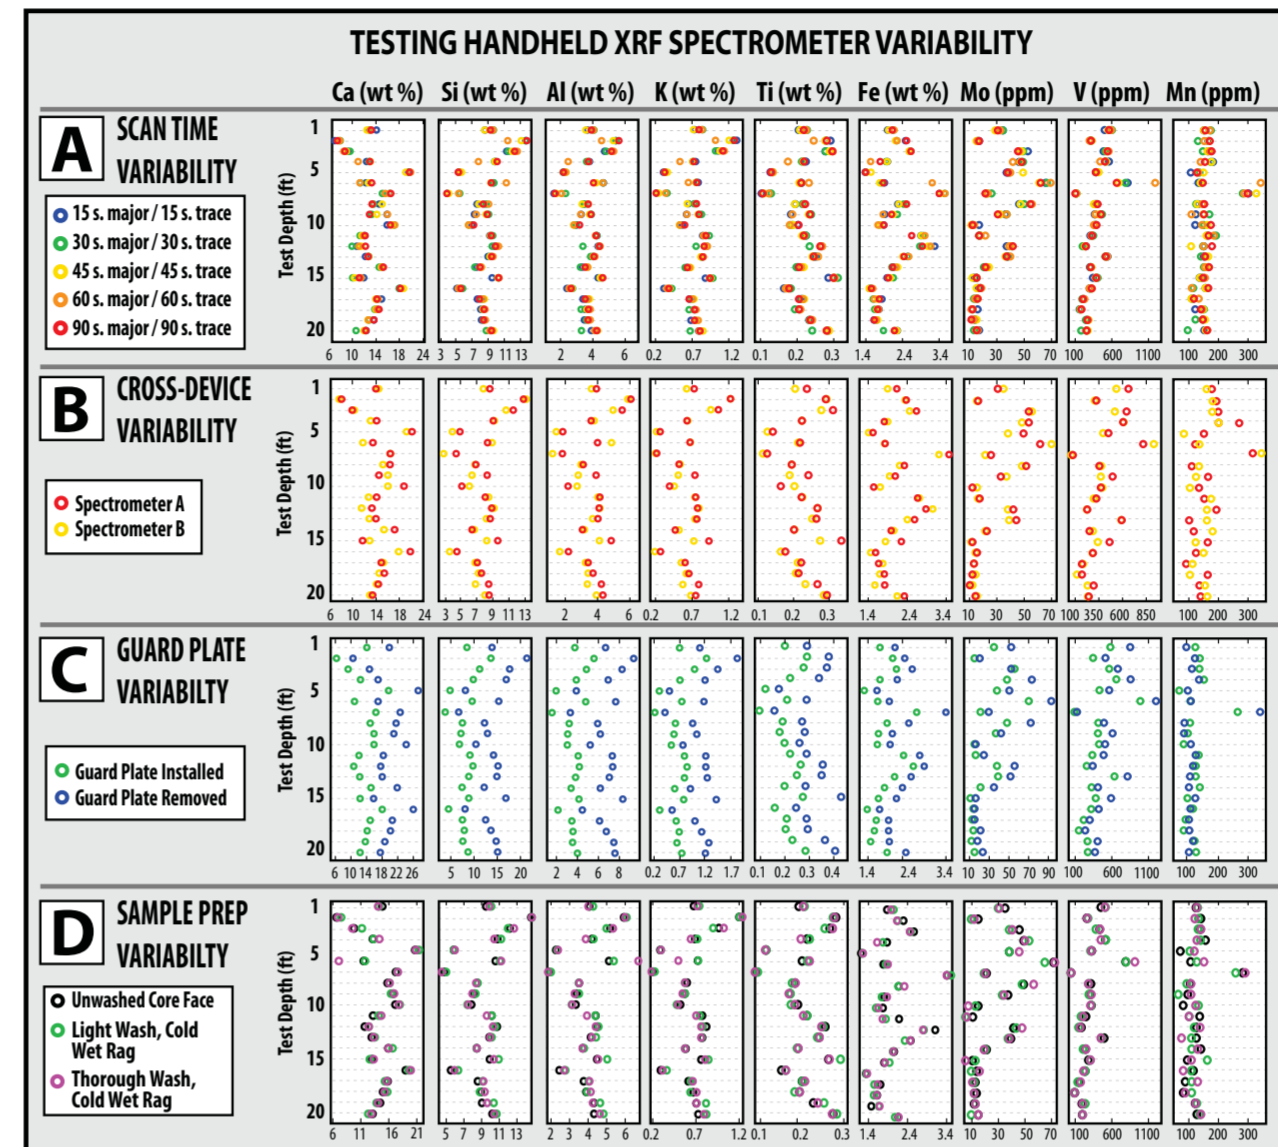 TESTING HANDHELD XRF SPECTROMETER VARIABILITY
Ca (wt %) Si (wt %) Al (wt %) K (wt %) Ti (wt %) Fe (wt %) Mo (ppm) V (ppm) Mn (ppm)
A
SCAN TIME
VARIABILITY
15 s. major / 15 s. trace
30 s. major / 30 s. trace
45 s. major / 45 s. trace
60 s. major / 60 s. trace
90 s. major / 90 s. trace
Test Depth (ft)
1
5
10
15
20
6 10 14 18 24 3 5 7 9 11 13 2 4 6 0.2 0.7 1.2 0.1 0.2 0.3 1.4 2.4 3.4 10 30 50 70 100 600 1100 100 200 300
B
CROSS-DEVICE
VARIABILITY
Spectrometer A
Spectrometer B
Test Depth (ft)
1
5
10
15
20
6 10 14 18 24 3 5 7 9 11 13 2 4 6 0.2 0.7 1.2 0.1 0.2 0.3 1.4 2.4 3.4 10 30 50 70 100 350 600 850 100 200 300
C
GUARD PLATE
VARIABILTY
Guard Plate Installed
Guard Plate Removed
Test Depth (ft)
1
5
10
15
20
6 10 14 18 22 26 5 10 15 20 2 4 6 8 0.2 0.7 1.2 1.7 0.1 0.2 0.3 0.4 1.4 2.4 3.4 10 30 50 70 90 100 600 1100 100 200 300
D
SAMPLE PREP
VARIABILITY
Unwashed Core Face
Light Wash, Cold
Wet Rag
Thorough Wash,
Cold Wet Rag
Test Depth (ft)
1
5
10
15
20
6 11 16 21 5 7 9 11 13 2 3 4 5 6 0.2 0.7 1.2 0.1 0.2 0.3 1.4 2.4 3.4 10 30 50 70 100 600 1100 100 200 300